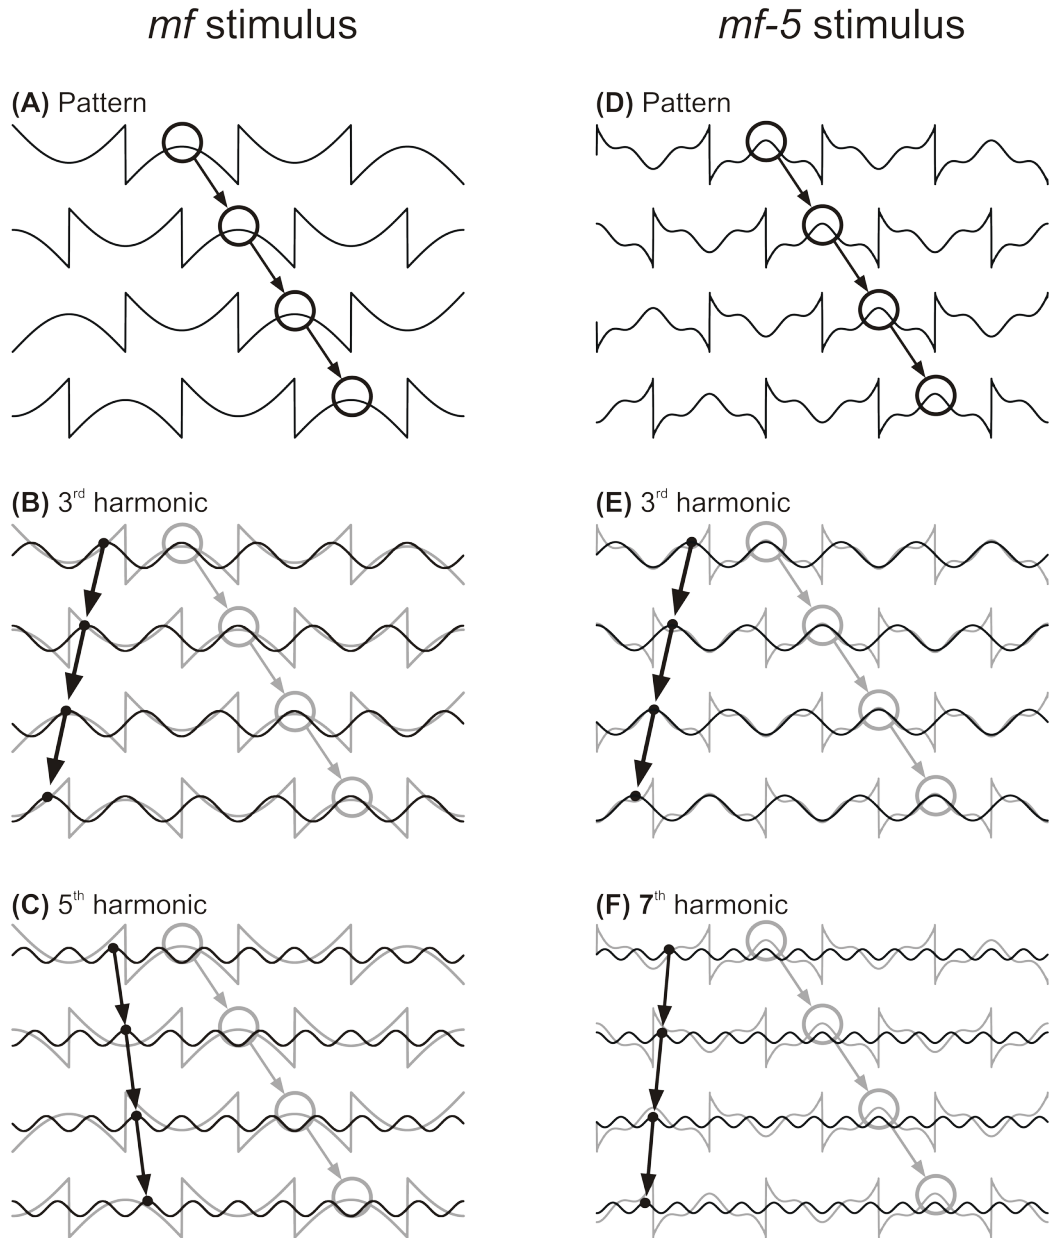 mf stimulus
mf-5 stimulus
(A) Pattern
(D) Pattern
(B) 3rd harmonic
(E) 3rd harmonic
(C) 5th harmonic
(F) 7th harmonic